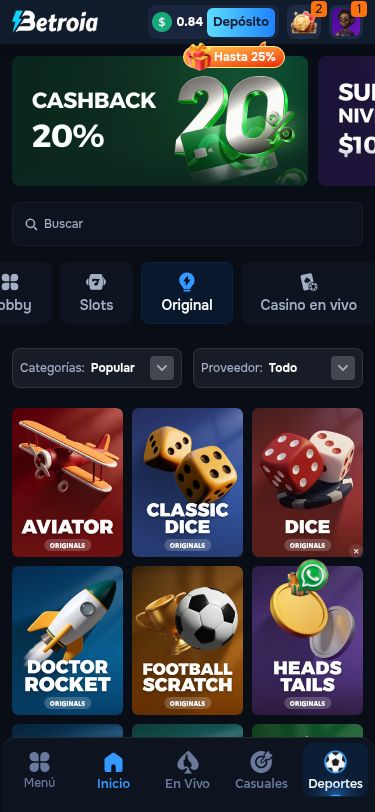 Betroia
$ 0.84 Depósito
2
1
Hasta 25%
CASHBACK
20%
20%
$10
Buscar
obby
Slots
Original
Casino en vivo
Categorías: Popular
Proveedor: Todo
AVIATOR
ORIGINALS
CLASSIC
DICE
ORIGINALS
DICE
ORIGINALS
DOCTOR
ROCKET
ORIGINALS
FOOTBALL
SCRATCH
ORIGINALS
HEADS
TAILS
ORIGINALS
Menú
Inicio
En Vivo
Casuales
Deportes